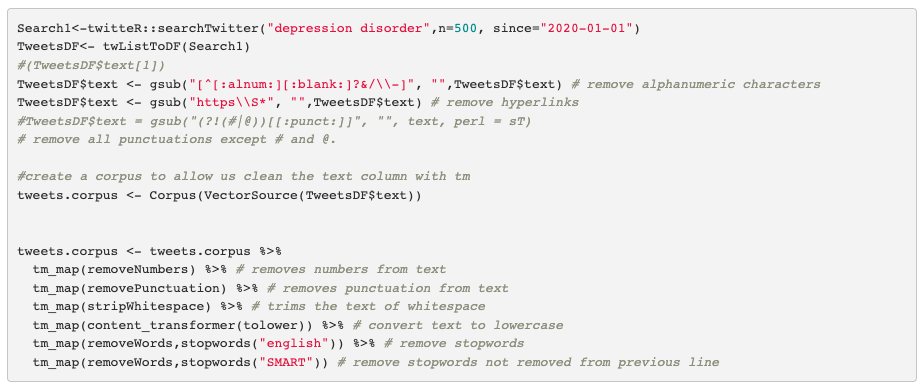 Search1<-twitteR::searchTwitter("depression disorder",n=500, since="2020-01-01")
TweetsDF<- twListToDF(Search1)
#(TweetsDF$text[1])
TweetsDF$text <- gsub("[^[:alnum:][:blank:]?&/\\-]", "",TweetsDF$text) # remove alphanumeric characters
TweetsDF$text <- gsub("https\\S*", "",TweetsDF$text) # remove hyperlinks
#TweetsDF$text = gsub("(?!(#|@))[[:punct:]]", "", text, perl = sT)
# remove all punctuations except # and @.
#create a corpus to allow us clean the text column with tm
tweets.corpus <- Corpus(VectorSource(TweetsDF$text))
tweets.corpus <- tweets.corpus %>%
tm_map(removeNumbers) %>% # removes numbers from text
tm_map(removePunctuation) %>% # removes punctuation from text
tm_map(stripWhitespace) %>% # trims the text of whitespace
tm_map(content_transformer(tolower)) %>% # convert text to lowercase
tm_map(removeWords,stopwords("english")) %>% # remove stopwords
tm_map(removeWords,stopwords("SMART")) # remove stopwords not removed from previous line